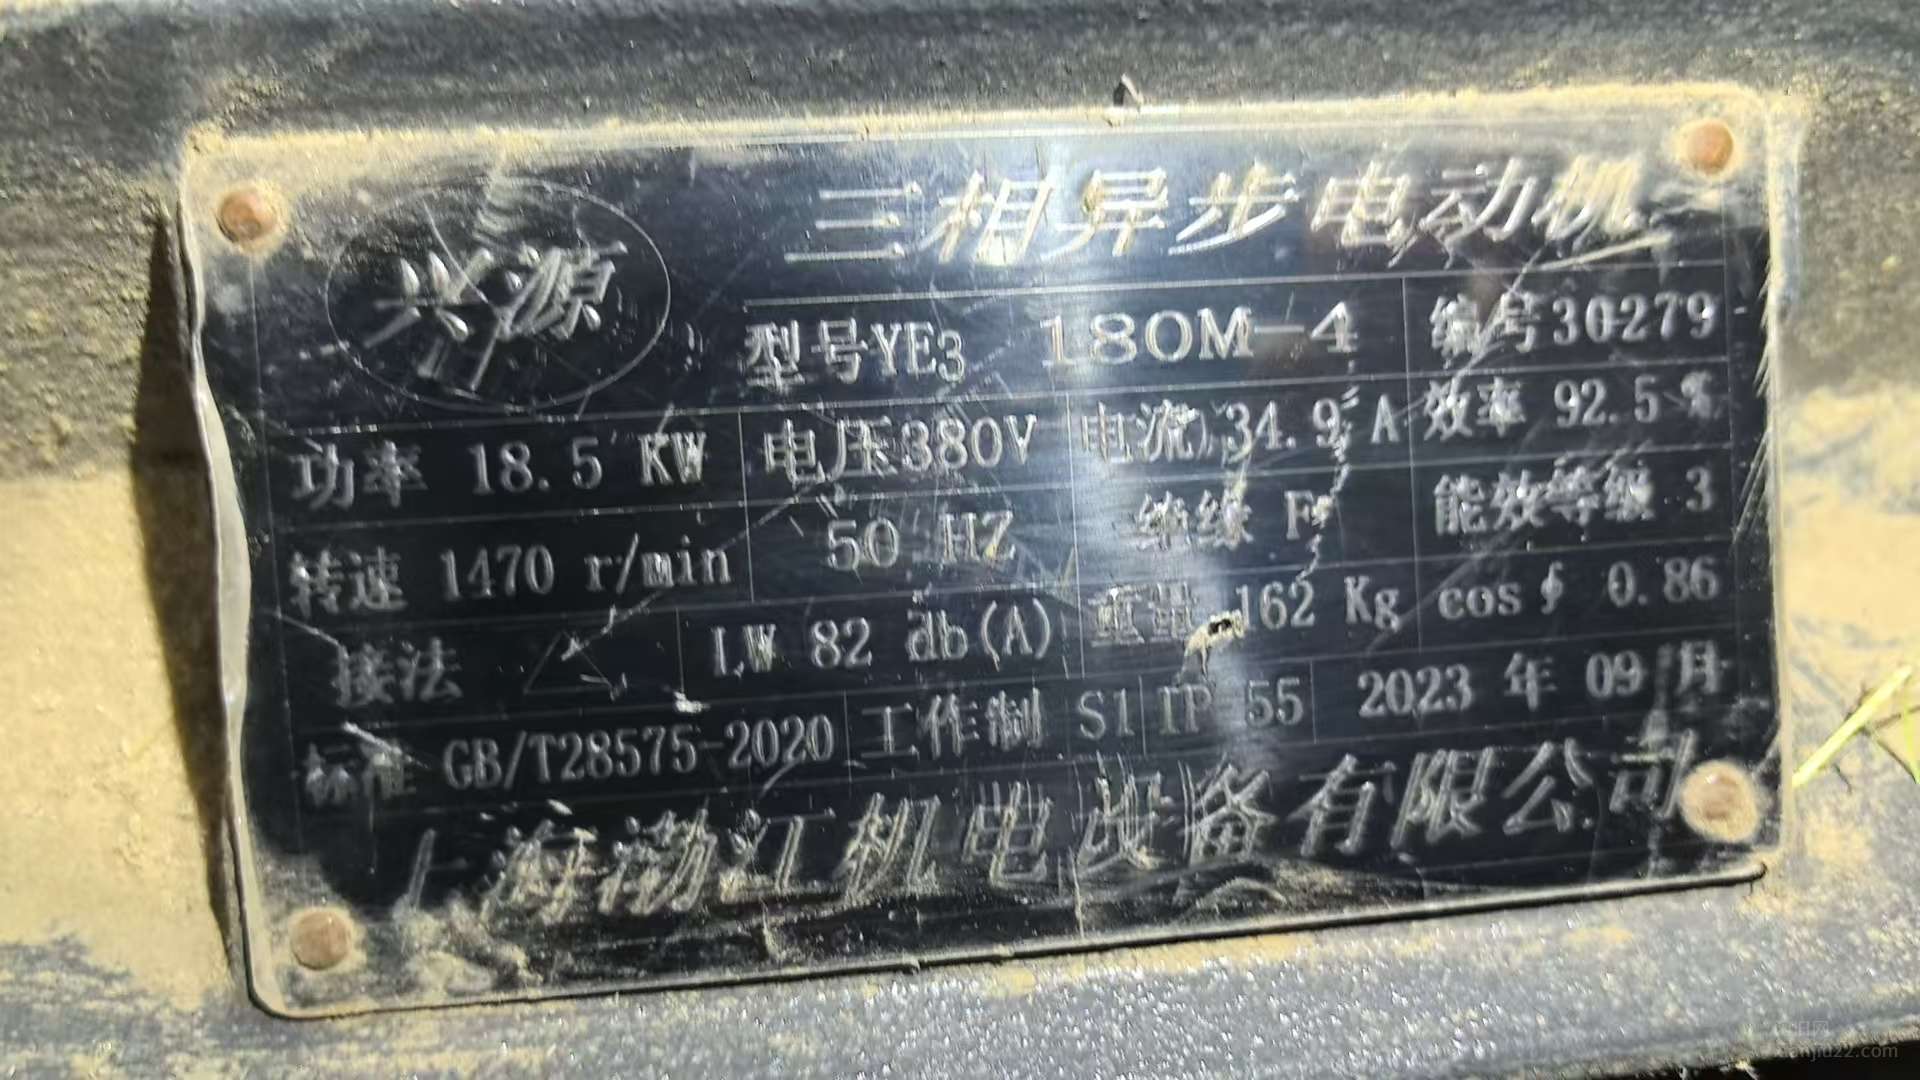 三相异步电动机
兴源
型号YE3 180M-4 编号30279
功率 18.5 KW 电压380V 电流 34.9 A 效率 92.5 %
转速 1470 r/min 50 HZ 绝缘 F 能效等级 3
接法 △ LW 82 db(A) 重量 162 Kg cos∮ 0.86
标准 GB/T28575-2020 工作制 S1 IP 55 2023 年 09 月
上海渤江机电设备有限公司